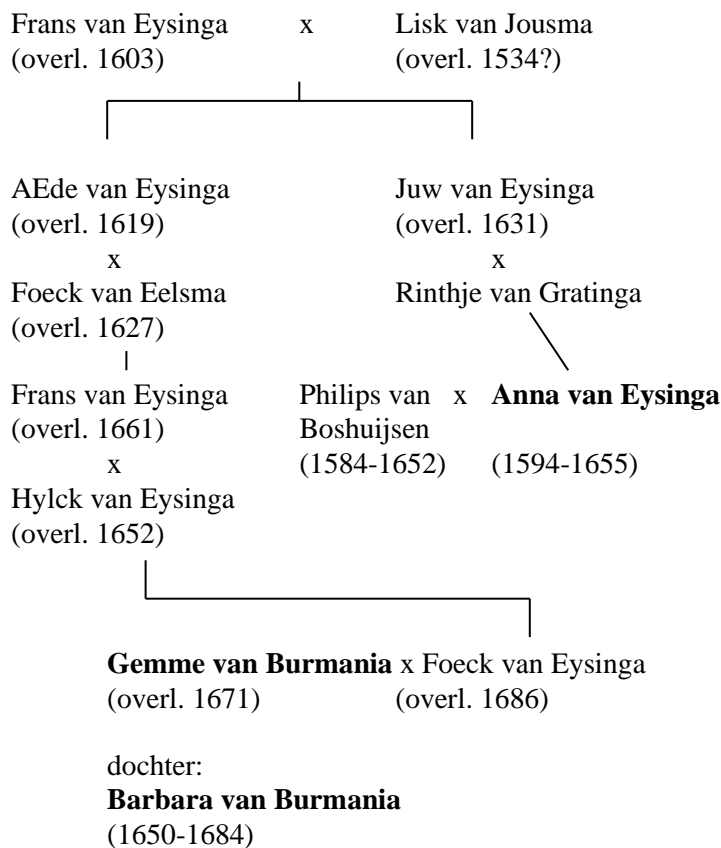 Frans van Eysinga x Lisk van Jousma
(overl. 1603) (overl. 1534?)
AEde van Eysinga Juw van Eysinga
(overl. 1619) (overl. 1631)
x x
Foeck van Eelsma Rinthje van Gratinga
(overl. 1627)
Frans van Eysinga Philips van x Anna van Eysinga
(overl. 1661) Boshuijsen
x (1584-1652) (1594-1655)
Hylck van Eysinga
(overl. 1652)
Gemme van Burmania x Foeck van Eysinga
(overl. 1671) (overl. 1686)
dochter:
Barbara van Burmania
(1650-1684)